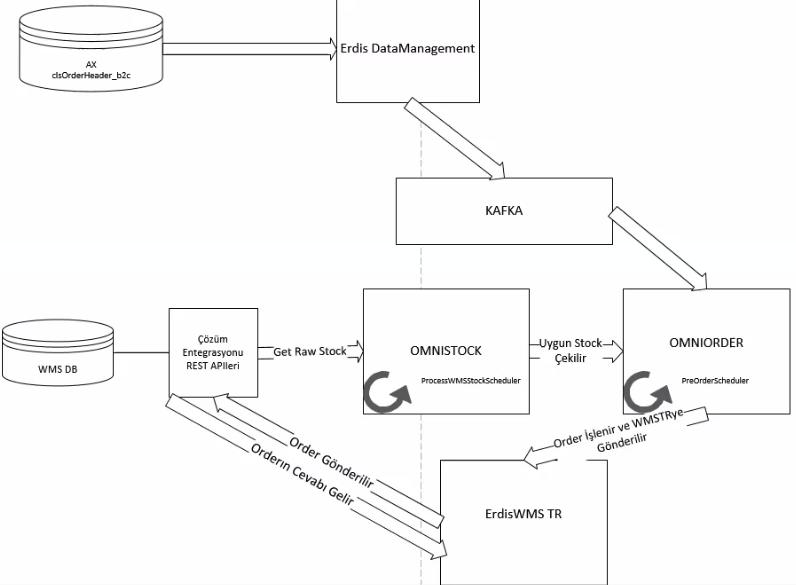 AX
clsOrderHeader_b2c
Erdis DataManagement
KAFKA
WMS DB
Çözüm
Entegrasyonu
REST APIleri
Get Raw Stock
OMNISTOCK
ProcessWMSStockScheduler
Uygun Stock
Çekilir
OMNIORDER
PreOrderScheduler
Order İşlenir ve WMSTRye
Gönderilir
Order Gönderilir
Orderın Cevabı Gelir
ErdisWMS TR